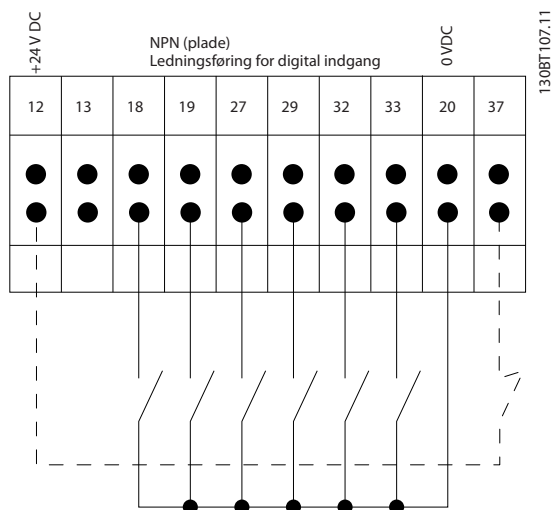 +24 V DC
NPN (plade)
Ledningsføring for digital indgang
0 VDC
130BT107.11
12 13 18 19 27 29 32 33 20 37